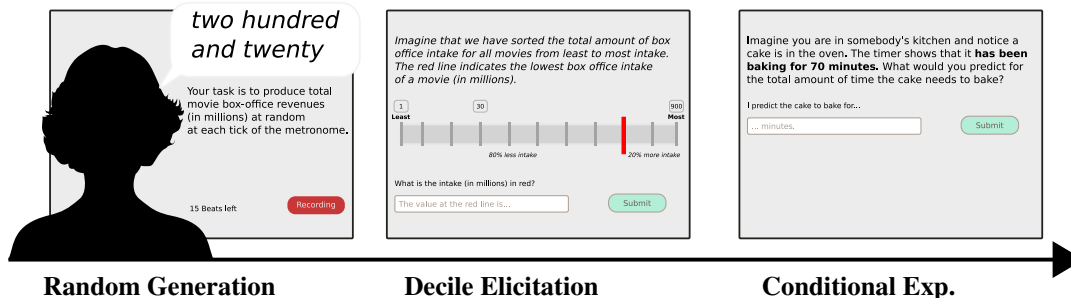 two hundred
and twenty
Your task is to produce total
movie box-office revenues
(in millions) at random
at each tick of the metronome.
15 Beats left
Recording
Imagine that we have sorted the total amount of box
office intake for all movies from least to most intake.
The red line indicates the lowest box office intake
of a movie (in millions).
1 30 900
Least Most
80% less intake 20% more intake
What is the intake (in millions) in red?
The value at the red line is...
Submit
Imagine you are in somebody's kitchen and notice a
cake is in the oven. The timer shows that it has been
baking for 70 minutes. What would you predict for
the total amount of time the cake needs to bake?
I predict the cake to bake for...
... minutes.
Submit
Random Generation
Decile Elicitation
Conditional Exp.